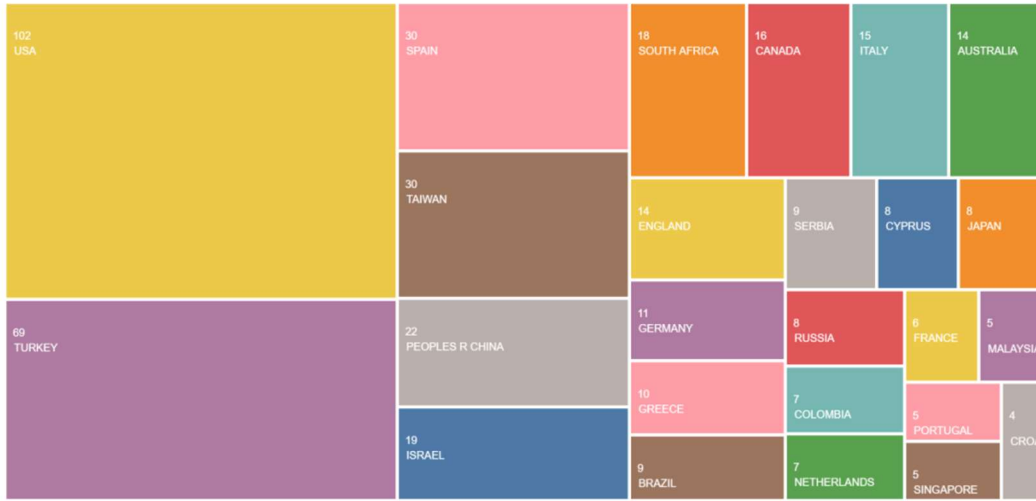 102
USA
69
TURKEY
30
SPAIN
30
TAIWAN
22
PEOPLES R CHINA
19
ISRAEL
18
SOUTH AFRICA
16
CANADA
15
ITALY
14
AUSTRALIA
14
ENGLAND
9
SERBIA
8
CYPRUS
8
JAPAN
11
GERMANY
8
RUSSIA
6
FRANCE
5
MALAYSIA
10
GREECE
7
COLOMBIA
5
PORTUGAL
4
CROA
9
BRAZIL
7
NETHERLANDS
5
SINGAPORE